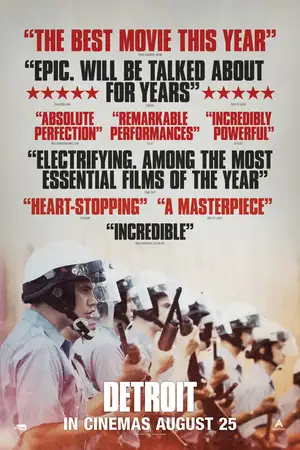 “THE BEST MOVIE THIS YEAR”
“EPIC. WILL BE TALKED ABOUT
FOR YEARS”
“ABSOLUTE
PERFECTION”
“REMARKABLE
PERFORMANCES”
“INCREDIBLY
POWERFUL”
“ELECTRIFYING. AMONG THE MOST
ESSENTIAL FILMS OF THE YEAR”
“HEART-STOPPING” “A MASTERPIECE”
“INCREDIBLE”
DETROIT
IN CINEMAS AUGUST 25